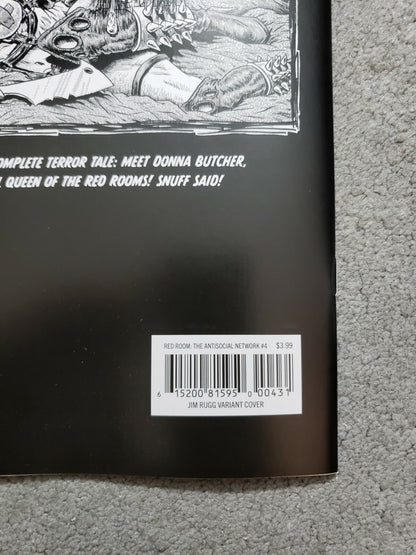 COMPLETE TERROR TALE: MEET DONNA BUTCHER,
QUEEN OF THE RED ROOMS! SNUFF SAID!
RED ROOM: THE ANTISOCIAL NETWORK #4 $3.99
6 15200 81595 0 00431
JIM RUGG VARIANT COVER